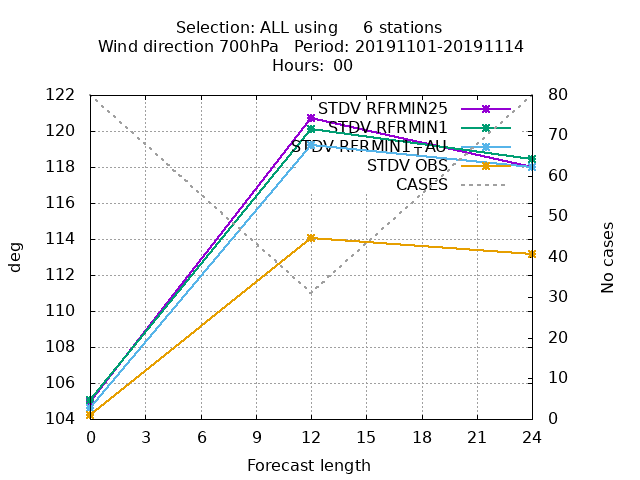 Selection: ALL using 6 stations
Wind direction 700hPa Period: 20191101-20191114
Hours: 00
122
120
118
116
114
112
110
108
106
104
deg
80
70
60
50
40
30
20
10
0
No cases
STDV RFRMIN25
STDV RFRMIN1
STDV RFRMIN1_AU
STDV OBS
CASES
0 3 6 9 12 15 18 21 24
Forecast length